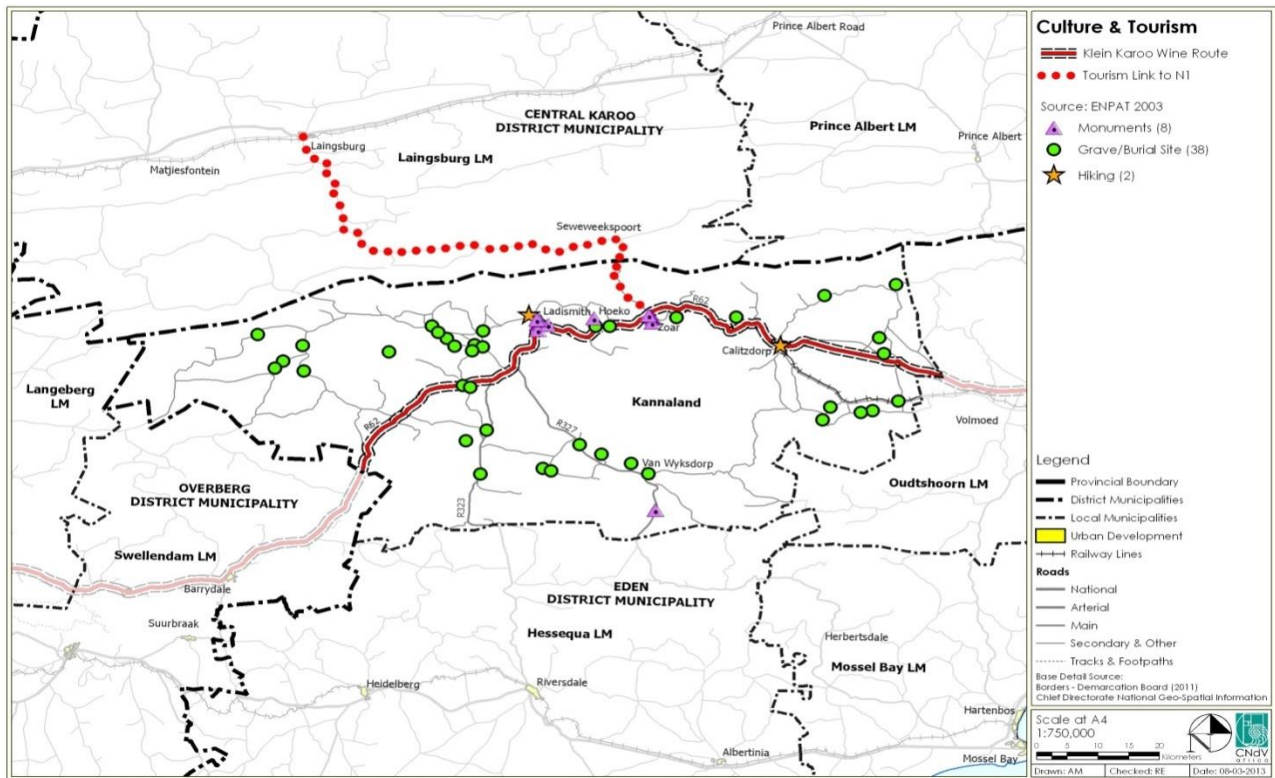 Prince Albert Road
CENTRAL KAROO
DISTRICT MUNICIPALITY
Prince Albert LM
Prince Albert
Laingsburg
Laingsburg LM
Matjiesfontein
Seweweekspoort
R62
Ladismith
Hoeko
Zoar
Calitzdorp
Langeberg
LM
Kannaland
R62
R327
Volmoed
Van Wyksdorp
OVERBERG
DISTRICT MUNICIPALITY
Oudtshoorn LM
R323
Swellendam LM
Barrydale
EDEN
DISTRICT MUNICIPALITY
Suurbraak
Hessequa LM
Herbertsdale
Mossel Bay LM
Heidelberg
Riversdale
Hartenbos
Albertinia
Mossel Bay
Culture & Tourism
Klein Karoo Wine Route
Tourism Link to N1
Source: ENPAT 2003
Monuments (8)
Grave/Burial Site (38)
Hiking (2)
Legend
Provincial Boundary
District Municipalities
Local Municipalities
Urban Development
Railway Lines
Roads
National
Arterial
Main
Secondary & Other
Tracks & Footpaths
Base Detail Source:
Borders - Demarcation Board (2011)
Chief Directorate National Geo-Spatial Information
Scale at A4
1:750,000
0 5 10 15 20
Kilometers
CNdV
africa
Drawn: AM Checked: RE Date: 08-03-2013